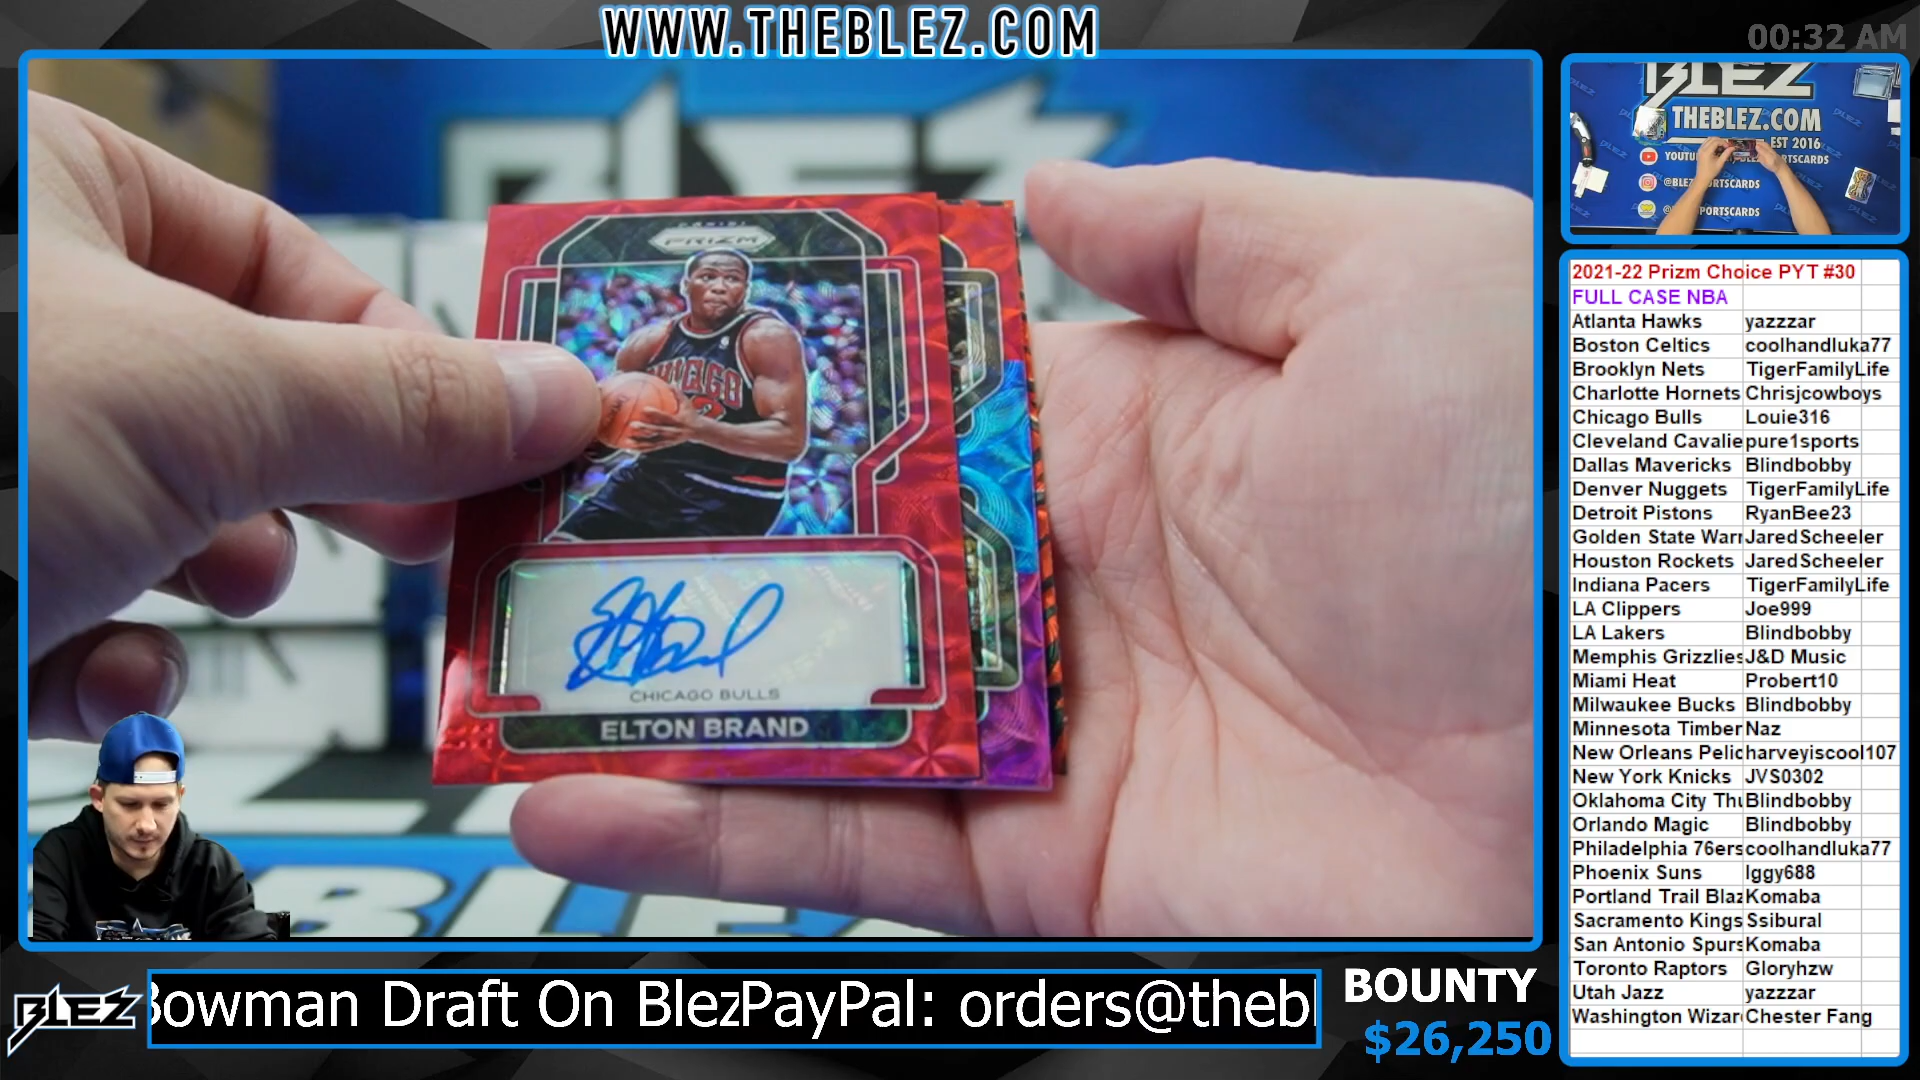 WWW.THEBLEZ.COM
00:32 AM
BLEZ
PANINI
PRIZM
CHICAGO
CHICAGO BULLS
ELTON BRAND
BLEZ
THEBLEZ.COM
EST 2016
2021-22 Prizm Choice PYT #30
FULL CASE NBA
Atlanta Hawks yazzzar
Boston Celtics coolhandluka77
Brooklyn Nets TigerFamilyLife
Charlotte Hornets Chrisjcowboys
Chicago Bulls Louie316
Cleveland Cavalie pure1sports
Dallas Mavericks Blindbobby
Denver Nuggets TigerFamilyLife
Detroit Pistons RyanBee23
Golden State Warr JaredScheeler
Houston Rockets JaredScheeler
Indiana Pacers TigerFamilyLife
LA Clippers Joe999
LA Lakers Blindbobby
Memphis Grizzlies J&D Music
Miami Heat Probert10
Milwaukee Bucks Blindbobby
Minnesota Timber Naz
New Orleans Pelic harveyiscool107
New York Knicks JVS0302
Oklahoma City Thu Blindbobby
Orlando Magic Blindbobby
Philadelphia 76ers coolhandluka77
Phoenix Suns Iggy688
Portland Trail Blaz Komaba
Sacramento Kings Ssibural
San Antonio Spurs Komaba
Toronto Raptors Gloryhzw
Utah Jazz yazzzar
Washington Wizar Chester Fang
BLEZ
Bowman Draft On BlezPayPal: orders@thebl
BOUNTY
$26,250